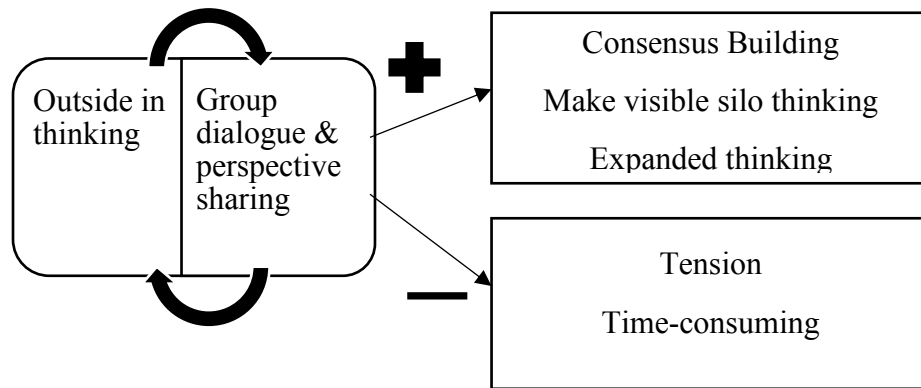 Outside in
thinking
Group
dialogue &
perspective
sharing
+
Consensus Building
Make visible silo thinking
Expanded thinking
—
Tension
Time-consuming